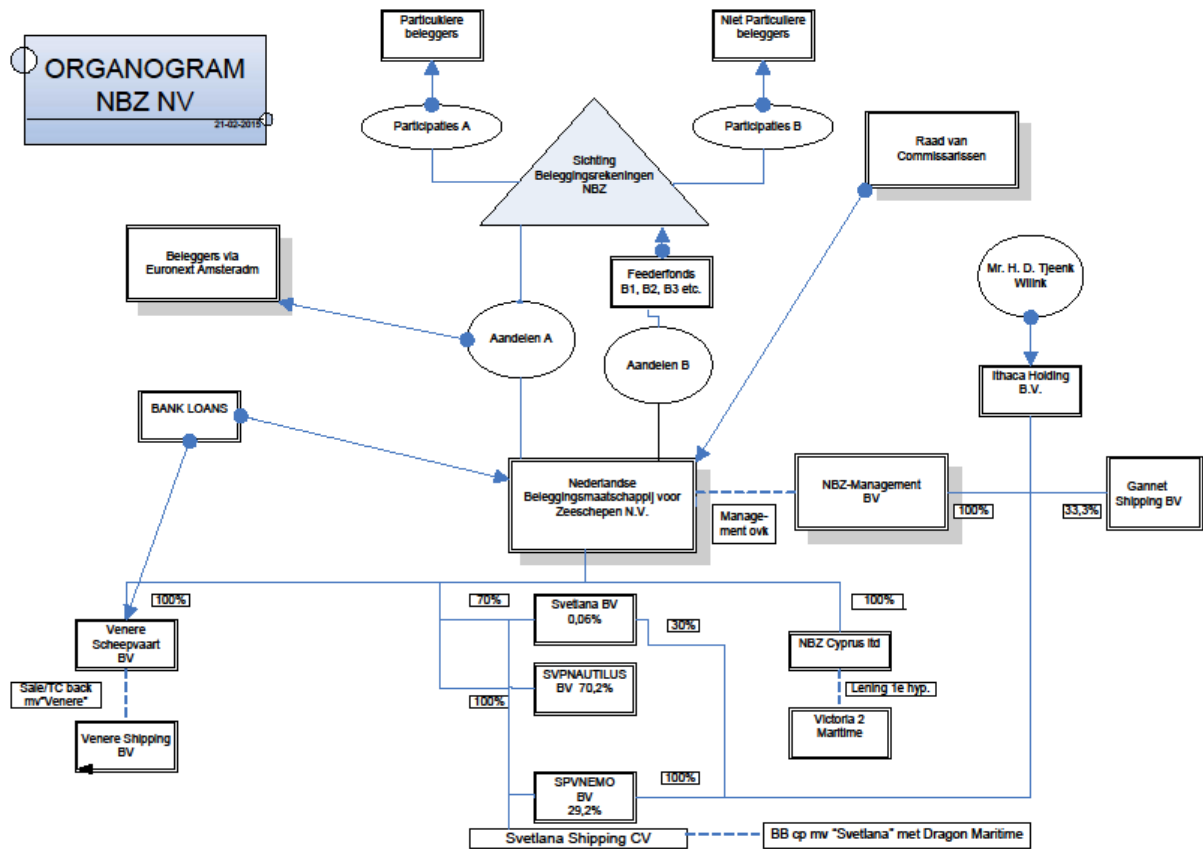 ORGANOGRAM
NBZ NV
21-02-2015
Particukiere
beleggers
Niet Particuliere
beleggers
Participaties A
Participaties B
Sichting
Beleggingsrekeningen
NBZ
Raad van
Commissarissen
Beleggers via
Euronext Amsteradm
Feederfonds
B1, B2, B3 etc.
Mr. H. D. Tjeenk
Wilink
Aandelen A
Aandelen B
Ithaca Holding
B.V.
BANK LOANS
Nederlandse
Beleggingsmaatschappij voor
Zeeschepen N.V.
NBZ-Management
BV
Gannet
Shipping BV
Manage-
ment ovk
100%
33,3%
100%
70%
Svetlana BV
0,06%
30%
100%
Venere
Scheepvaart
BV
NBZ Cyprus ltd
SVPNAUTILUS
BV 70,2%
Sale/TC back
mv"Venere"
100%
Lening 1e hyp.
Venere Shipping
BV
Victoria 2
Maritime
SPVNEMO
BV
29,2%
100%
Svetlana Shipping CV
BB cp mv "Svetlana" met Dragon Maritime